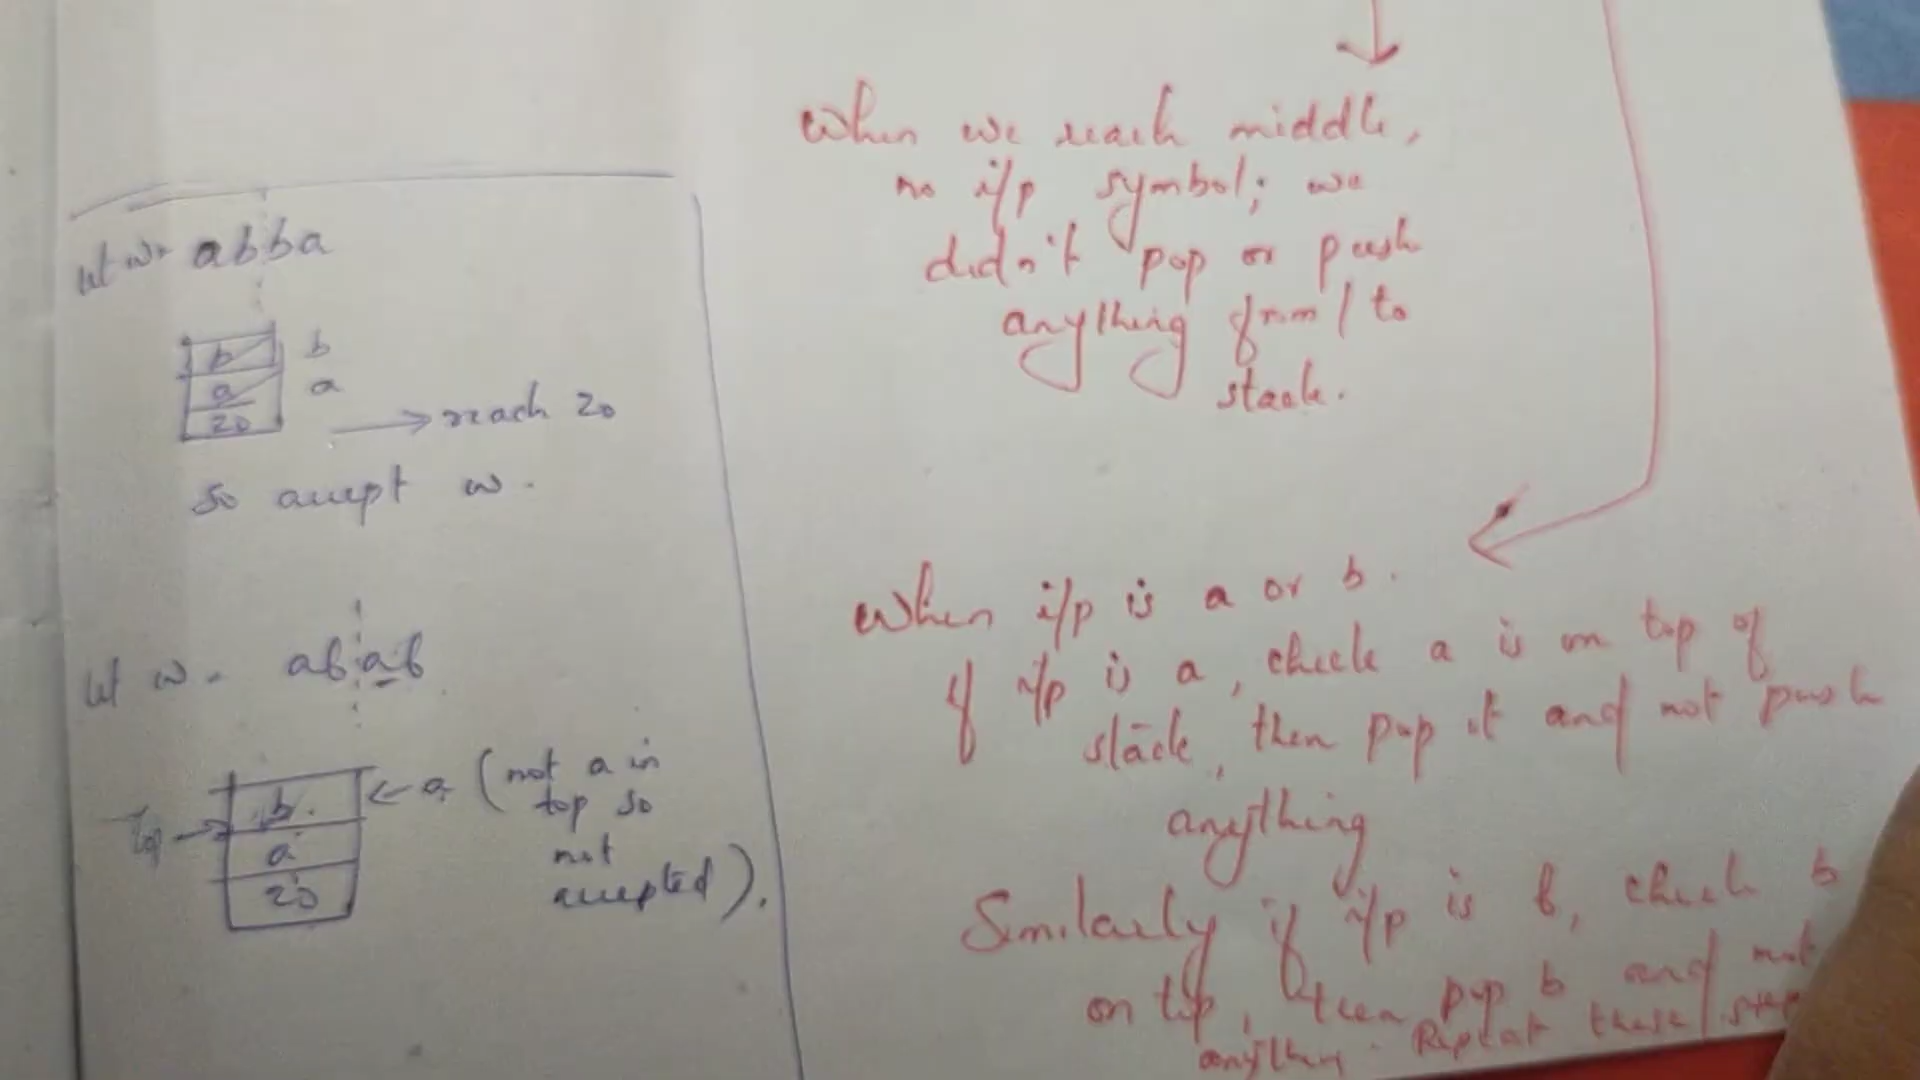 let w= abba
b b
a a
z0 → reach z0
So accept w.
let w = abab
Top → b. ← a (not a in
top so
a not
z0 accepted).
When we reach middle,
no i/p symbol; we
didn't pop or push
anything from / to
stack.
When i/p is a or b.
If i/p is a, check a is on top of
stack, then pop it and not push
anything
Similarly if i/p is b, check b
on top, then pop b and not
anything. Repeat these step